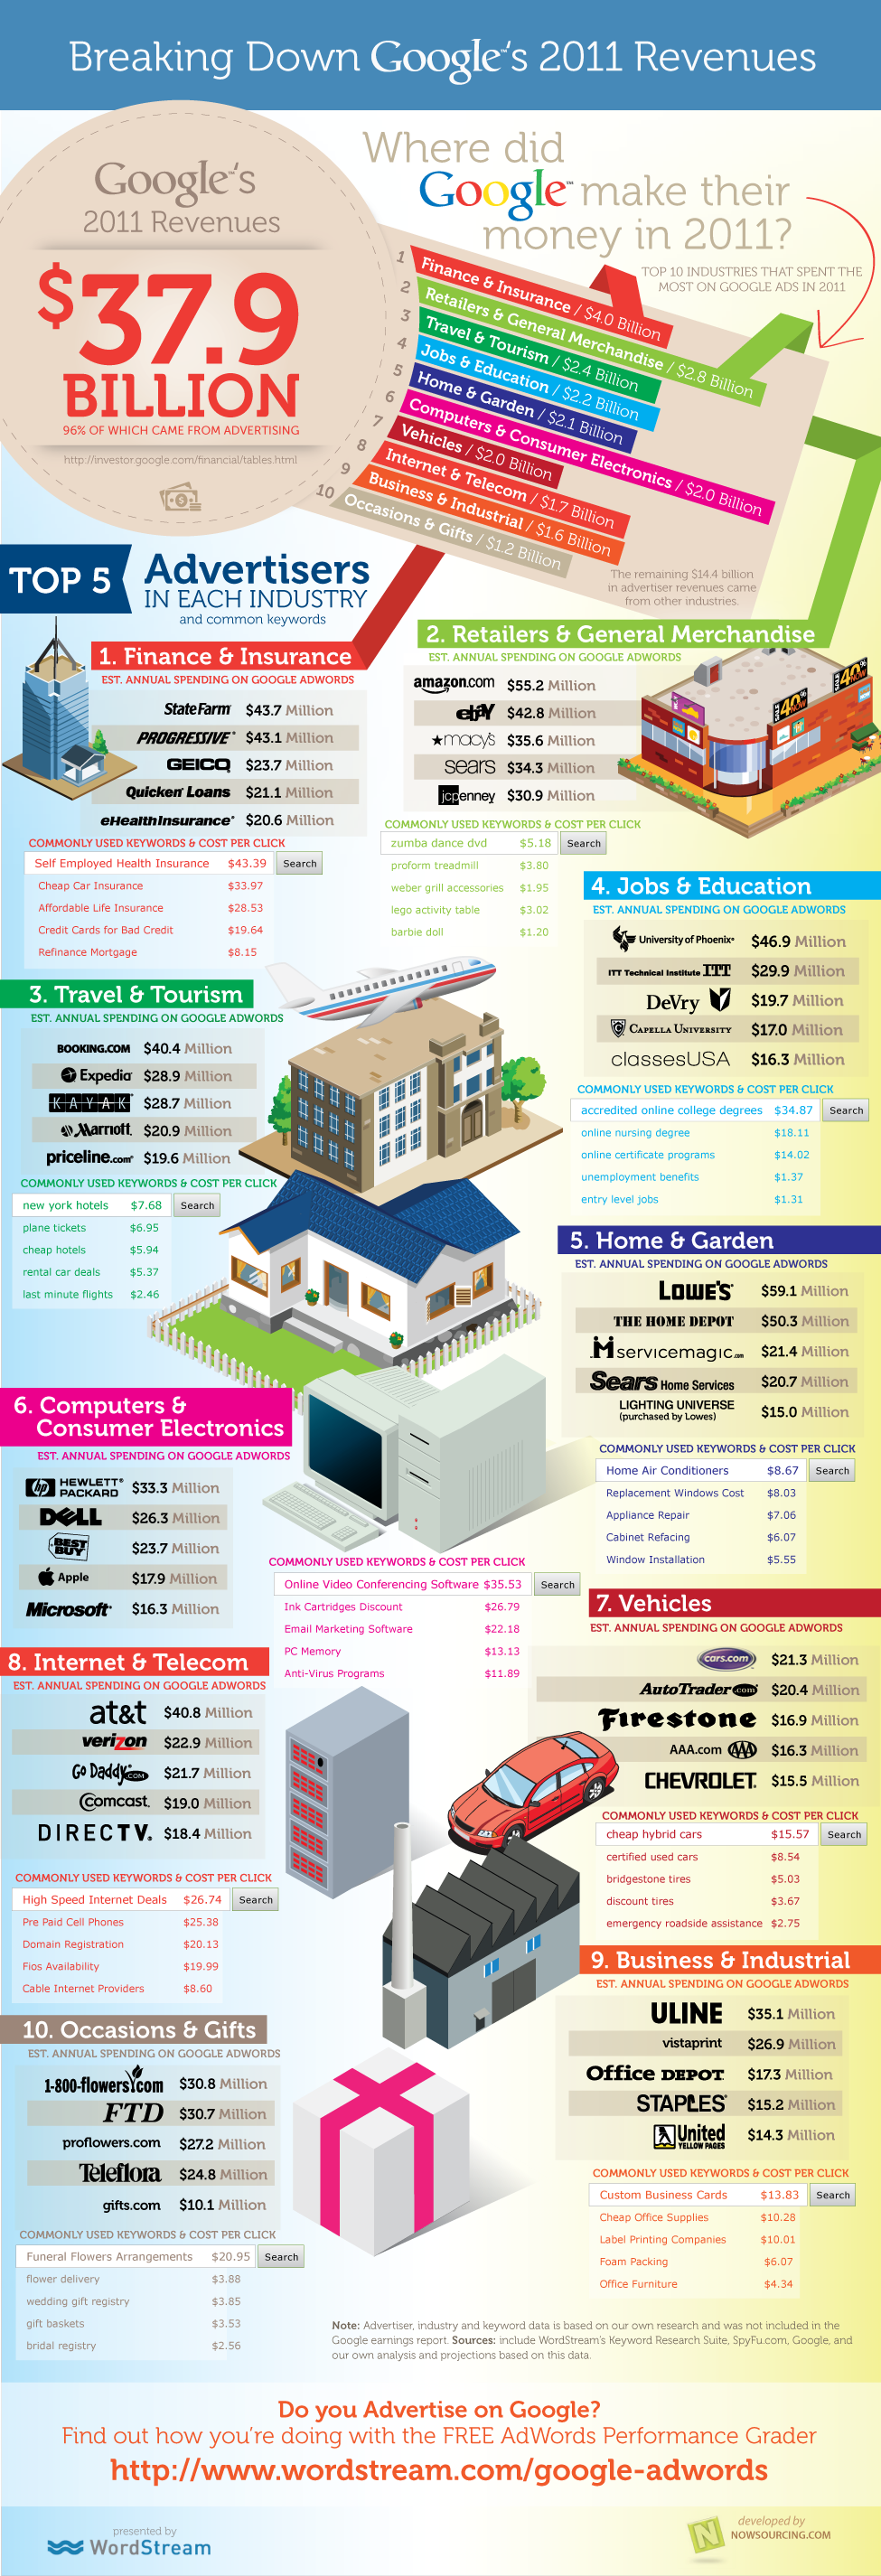 Breaking Down Google's 2011 Revenues
Google's
2011 Revenues
$37.9
BILLION
96% OF WHICH CAME FROM ADVERTISING
http://investor.google.com/financial/tables.html
Where did
Google™ make their
money in 2011?
TOP 10 INDUSTRIES THAT SPENT THE
MOST ON GOOGLE ADS IN 2011
1 Finance & Insurance / $4.0 Billion
2 Retailers & General Merchandise / $2.8 Billion
3 Travel & Tourism / $2.4 Billion
4 Jobs & Education / $2.2 Billion
5 Home & Garden / $2.1 Billion
6 Computers & Consumer Electronics / $2.0 Billion
7 Vehicles / $2.0 Billion
8 Internet & Telecom / $1.7 Billion
9 Business & Industrial / $1.6 Billion
10 Occasions & Gifts / $1.2 Billion
The remaining $14.4 billion
in advertiser revenues came
from other industries.
TOP 5
Advertisers
IN EACH INDUSTRY
and common keywords
1. Finance & Insurance
EST. ANNUAL SPENDING ON GOOGLE ADWORDS
State Farm $43.7 Million
PROGRESSIVE $43.1 Million
GEICO $23.7 Million
Quicken Loans $21.1 Million
eHealthInsurance $20.6 Million
COMMONLY USED KEYWORDS & COST PER CLICK
Self Employed Health Insurance $43.39 Search
Cheap Car Insurance $33.97
Affordable Life Insurance $28.53
Credit Cards for Bad Credit $19.64
Refinance Mortgage $8.15
2. Retailers & General Merchandise
EST. ANNUAL SPENDING ON GOOGLE ADWORDS
amazon.com $55.2 Million
ebay $42.8 Million
macy's $35.6 Million
sears $34.3 Million
jcpenney $30.9 Million
40%
40%
COMMONLY USED KEYWORDS & COST PER CLICK
zumba dance dvd $5.18 Search
proform treadmill $3.80
weber grill accessories $1.95
lego activity table $3.02
barbie doll $1.20
3. Travel & Tourism
EST. ANNUAL SPENDING ON GOOGLE ADWORDS
BOOKING.COM $40.4 Million
Expedia $28.9 Million
KAYAK $28.7 Million
Marriott $20.9 Million
priceline.com $19.6 Million
COMMONLY USED KEYWORDS & COST PER CLICK
new york hotels $7.68 Search
plane tickets $6.95
cheap hotels $5.94
rental car deals $5.37
last minute flights $2.46
4. Jobs & Education
EST. ANNUAL SPENDING ON GOOGLE ADWORDS
University of Phoenix $46.9 Million
ITT Technical Institute ITT $29.9 Million
DeVry $19.7 Million
CAPELLA UNIVERSITY $17.0 Million
classesUSA $16.3 Million
COMMONLY USED KEYWORDS & COST PER CLICK
accredited online college degrees $34.87 Search
online nursing degree $18.11
online certificate programs $14.02
unemployment benefits $1.37
entry level jobs $1.31
5. Home & Garden
EST. ANNUAL SPENDING ON GOOGLE ADWORDS
LOWE'S $59.1 Million
THE HOME DEPOT $50.3 Million
servicemagic.com $21.4 Million
Sears Home Services $20.7 Million
LIGHTING UNIVERSE
(purchased by Lowes) $15.0 Million
COMMONLY USED KEYWORDS & COST PER CLICK
Home Air Conditioners $8.67 Search
Replacement Windows Cost $8.03
Appliance Repair $7.06
Cabinet Refacing $6.07
Window Installation $5.55
6. Computers &
Consumer Electronics
EST. ANNUAL SPENDING ON GOOGLE ADWORDS
hp HEWLETT PACKARD $33.3 Million
DELL $26.3 Million
BEST BUY $23.7 Million
Apple $17.9 Million
Microsoft $16.3 Million
COMMONLY USED KEYWORDS & COST PER CLICK
Online Video Conferencing Software $35.53 Search
Ink Cartridges Discount $26.79
Email Marketing Software $22.18
PC Memory $13.13
Anti-Virus Programs $11.89
7. Vehicles
EST. ANNUAL SPENDING ON GOOGLE ADWORDS
cars.com $21.3 Million
AutoTrader.com $20.4 Million
Firestone $16.9 Million
AAA.com AAA $16.3 Million
CHEVROLET $15.5 Million
COMMONLY USED KEYWORDS & COST PER CLICK
cheap hybrid cars $15.57 Search
certified used cars $8.54
bridgestone tires $5.03
discount tires $3.67
emergency roadside assistance $2.75
8. Internet & Telecom
EST. ANNUAL SPENDING ON GOOGLE ADWORDS
at&t $40.8 Million
verizon $22.9 Million
Go Daddy.COM $21.7 Million
Comcast. $19.0 Million
DIRECTV. $18.4 Million
COMMONLY USED KEYWORDS & COST PER CLICK
High Speed Internet Deals $26.74 Search
Pre Paid Cell Phones $25.38
Domain Registration $20.13
Fios Availability $19.99
Cable Internet Providers $8.60
9. Business & Industrial
EST. ANNUAL SPENDING ON GOOGLE ADWORDS
ULINE $35.1 Million
vistaprint $26.9 Million
Office DEPOT $17.3 Million
STAPLES $15.2 Million
United YELLOW PAGES $14.3 Million
COMMONLY USED KEYWORDS & COST PER CLICK
Custom Business Cards $13.83 Search
Cheap Office Supplies $10.28
Label Printing Companies $10.01
Foam Packing $6.07
Office Furniture $4.34
10. Occasions & Gifts
EST. ANNUAL SPENDING ON GOOGLE ADWORDS
1-800-flowers.com $30.8 Million
FTD $30.7 Million
proflowers.com $27.2 Million
Teleflora $24.8 Million
gifts.com $10.1 Million
COMMONLY USED KEYWORDS & COST PER CLICK
Funeral Flowers Arrangements $20.95 Search
flower delivery $3.88
wedding gift registry $3.85
gift baskets $3.53
bridal registry $2.56
Note: Advertiser, industry and keyword data is based on our own research and was not included in the
Google earnings report. Sources: include WordStream's Keyword Research Suite, SpyFu.com, Google, and
our own analysis and projections based on this data.
Do you Advertise on Google?
Find out how you're doing with the FREE AdWords Performance Grader
http://www.wordstream.com/google-adwords
presented by
WordStream
N
developed by
NOWSOURCING.COM